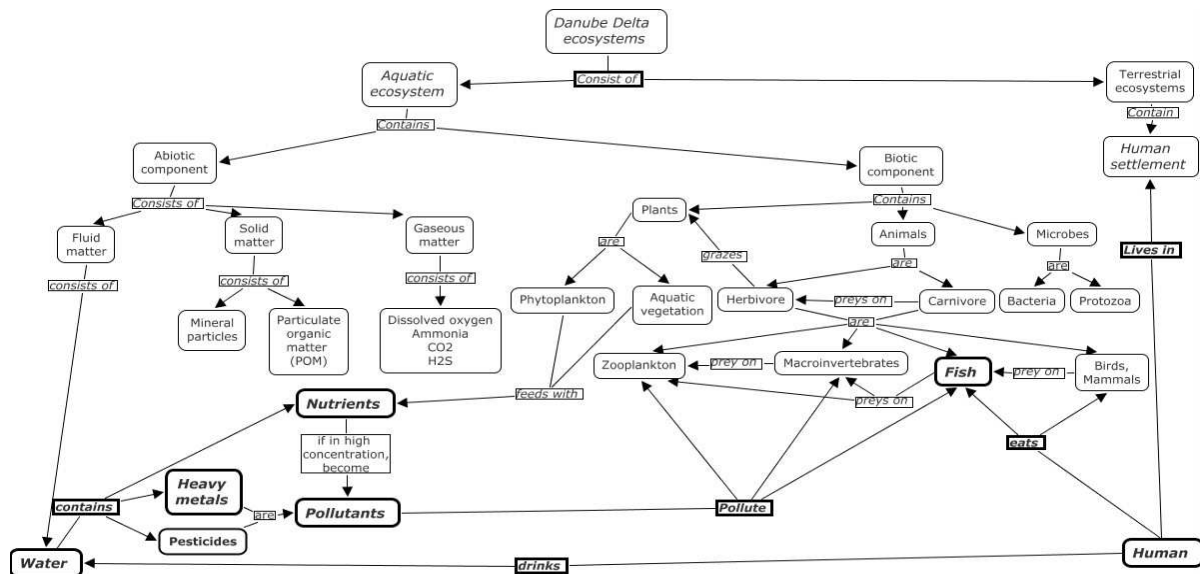 Danube Delta
ecosystems
Consist of
Aquatic
ecosystem
Terrestrial
ecosystems
Contains
Contain
Abiotic
component
Biotic
component
Human
settlement
Consists of
Contains
Fluid
matter
Solid
matter
Gaseous
matter
Plants
Animals
Microbes
are
grazes
are
are
Lives in
consists of
consists of
consists of
Phytoplankton
Aquatic
vegetation
Herbivore
preys on
Carnivore
Bacteria
Protozoa
Mineral
particles
Particulate
organic
matter
(POM)
Dissolved oxygen
Ammonia
CO2
H2S
are
Zooplankton
prey on
Macroinvertebrates
Fish
prey on
Birds,
Mammals
feeds with
preys on
Nutrients
if in high
concentration,
become
eats
contains
Heavy
metals
are
Pollutants
Pollute
Pesticides
Water
drinks
Human